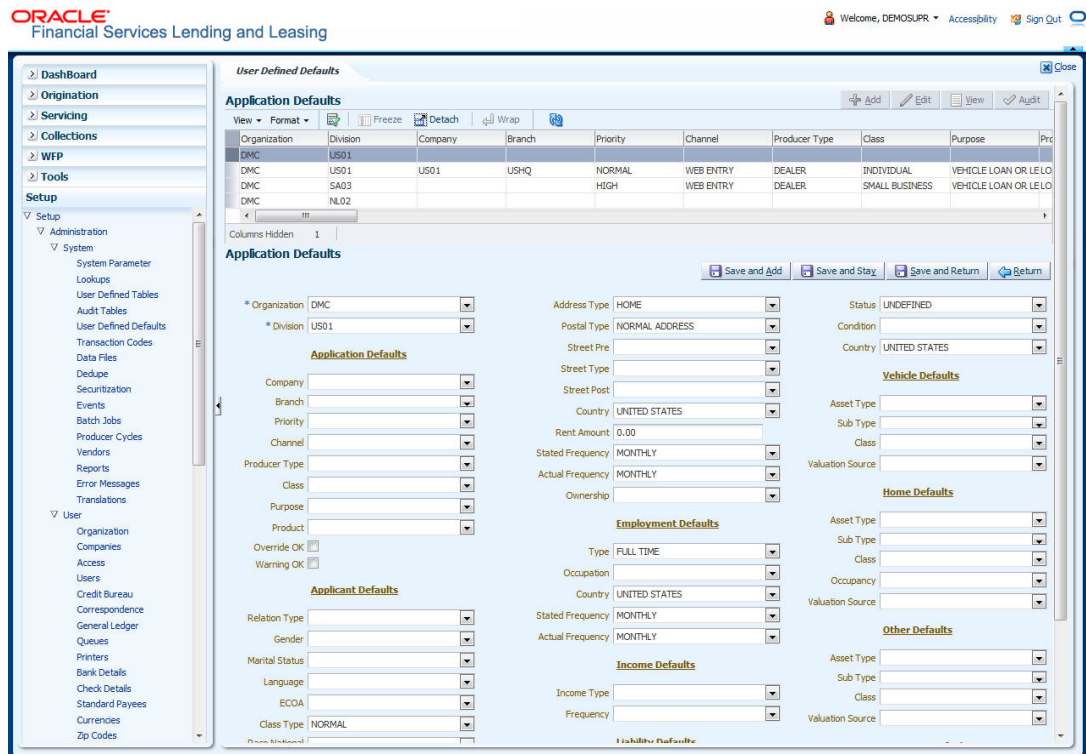 ORACLE
Financial Services Lending and Leasing
Welcome, DEMOSUPR
Accessibility
Sign Out
DashBoard
Origination
Servicing
Collections
WFP
Tools
Setup
Setup
Administration
System
System Parameter
Lookups
User Defined Tables
Audit Tables
User Defined Defaults
Transaction Codes
Data Files
Dedupe
Securitization
Events
Batch Jobs
Producer Cycles
Vendors
Reports
Error Messages
Translations
User
Organization
Companies
Access
Users
Credit Bureau
Correspondence
General Ledger
Queues
Printers
Bank Details
Check Details
Standard Payees
Currencies
Zip Codes
User Defined Defaults
Close
Application Defaults
Add Edit View Audit
View Format Freeze Detach Wrap
Organization Division Company Branch Priority Channel Producer Type Class Purpose Prc
DMC US01
DMC US01 US01 USHQ NORMAL WEB ENTRY DEALER INDIVIDUAL VEHICLE LOAN OR LE LO
DMC SA03 HIGH WEB ENTRY DEALER SMALL BUSINESS VEHICLE LOAN OR LE LO
DMC NL02
Columns Hidden 1
Application Defaults
Save and Add Save and Stay Save and Return Return
* Organization DMC
* Division US01
Application Defaults
Company
Branch
Priority
Channel
Producer Type
Class
Purpose
Product
Override OK
Warning OK
Applicant Defaults
Relation Type
Gender
Marital Status
Language
ECOA
Class Type NORMAL
Race National
Address Type HOME
Postal Type NORMAL ADDRESS
Street Pre
Street Type
Street Post
Country UNITED STATES
Rent Amount 0.00
Stated Frequency MONTHLY
Actual Frequency MONTHLY
Ownership
Employment Defaults
Type FULL TIME
Occupation
Country UNITED STATES
Stated Frequency MONTHLY
Actual Frequency MONTHLY
Income Defaults
Income Type
Frequency
Liability Defaults
Status UNDEFINED
Condition
Country UNITED STATES
Vehicle Defaults
Asset Type
Sub Type
Class
Valuation Source
Home Defaults
Asset Type
Sub Type
Class
Occupancy
Valuation Source
Other Defaults
Asset Type
Sub Type
Class
Valuation Source